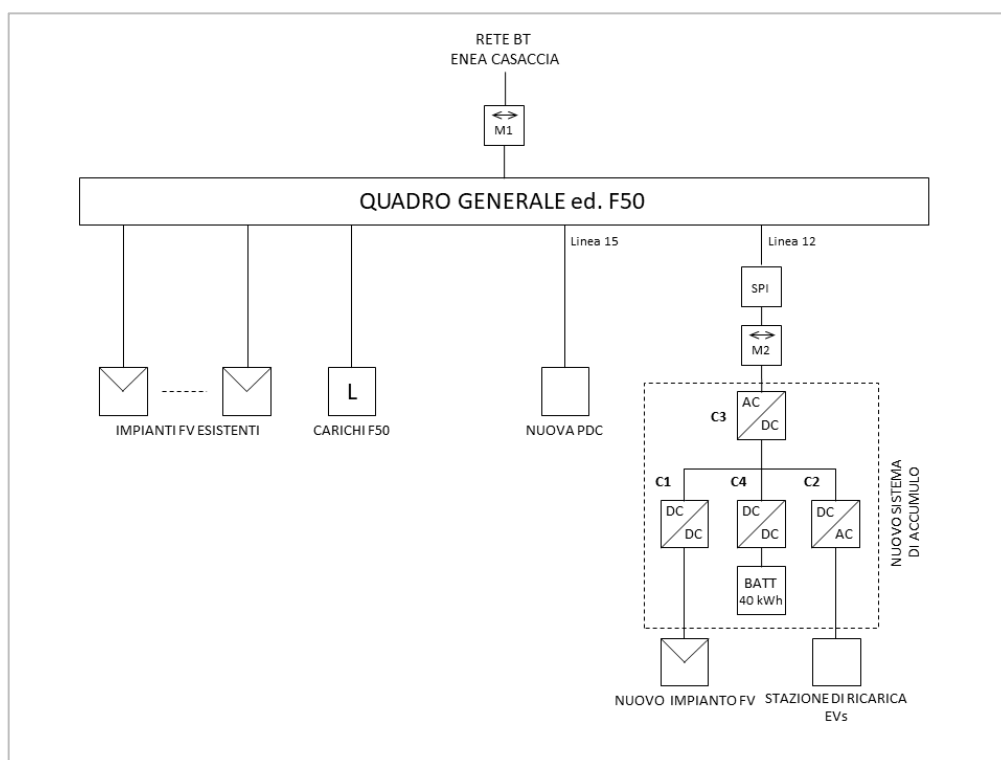 RETE BT
ENEA CASACCIA
M1
QUADRO GENERALE ed. F50
Linea 15
Linea 12
SPI
M2
L
IMPIANTI FV ESISTENTI
CARICHI F50
NUOVA PDC
C3
AC
DC
C1
C4
C2
DC
DC
DC
DC
DC
AC
BATT
40 kWh
NUOVO SISTEMA
DI ACCUMULO
NUOVO IMPIANTO FV
STAZIONE DI RICARICA
EVs